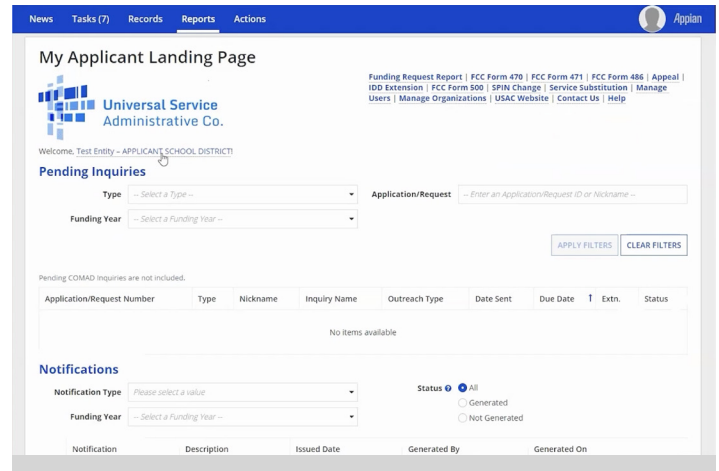 News Tasks (7) Records Reports Actions Appian
My Applicant Landing Page
Universal Service
Administrative Co.
Funding Request Report | FCC Form 470 | FCC Form 471 | FCC Form 486 | Appeal |
IDD Extension | FCC Form 500 | SPIN Change | Service Substitution | Manage
Users | Manage Organizations | USAC Website | Contact Us | Help
Welcome, Test Entity – APPLICANT SCHOOL DISTRICT!
Pending Inquiries
Type -- Select a Type -- Application/Request -- Enter an Application/Request ID or Nickname --
Funding Year -- Select a Funding Year --
APPLY FILTERS CLEAR FILTERS
Pending COMAD Inquiries are not included.
Application/Request Number Type Nickname Inquiry Name Outreach Type Date Sent Due Date ↑ Extn. Status
No items available
Notifications
Notification Type Please select a value Status All
Generated
Funding Year -- Select a Funding Year -- Not Generated
Notification Description Issued Date Generated By Generated On